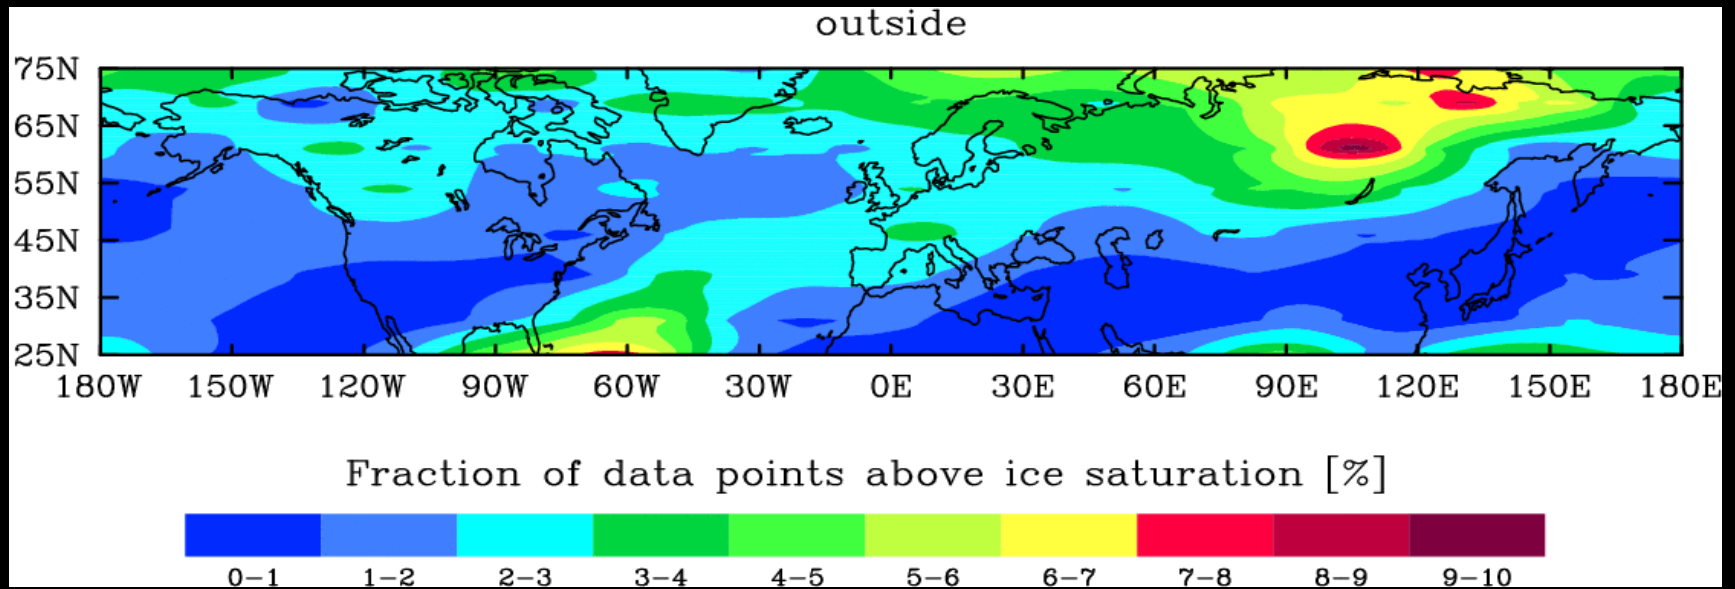 outside
75N
65N
55N
45N
35N
25N
180W 150W 120W 90W 60W 30W 0E 30E 60E 90E 120E 150E 180E
Fraction of data points above ice saturation [%]
0-1 1-2 2-3 3-4 4-5 5-6 6-7 7-8 8-9 9-10